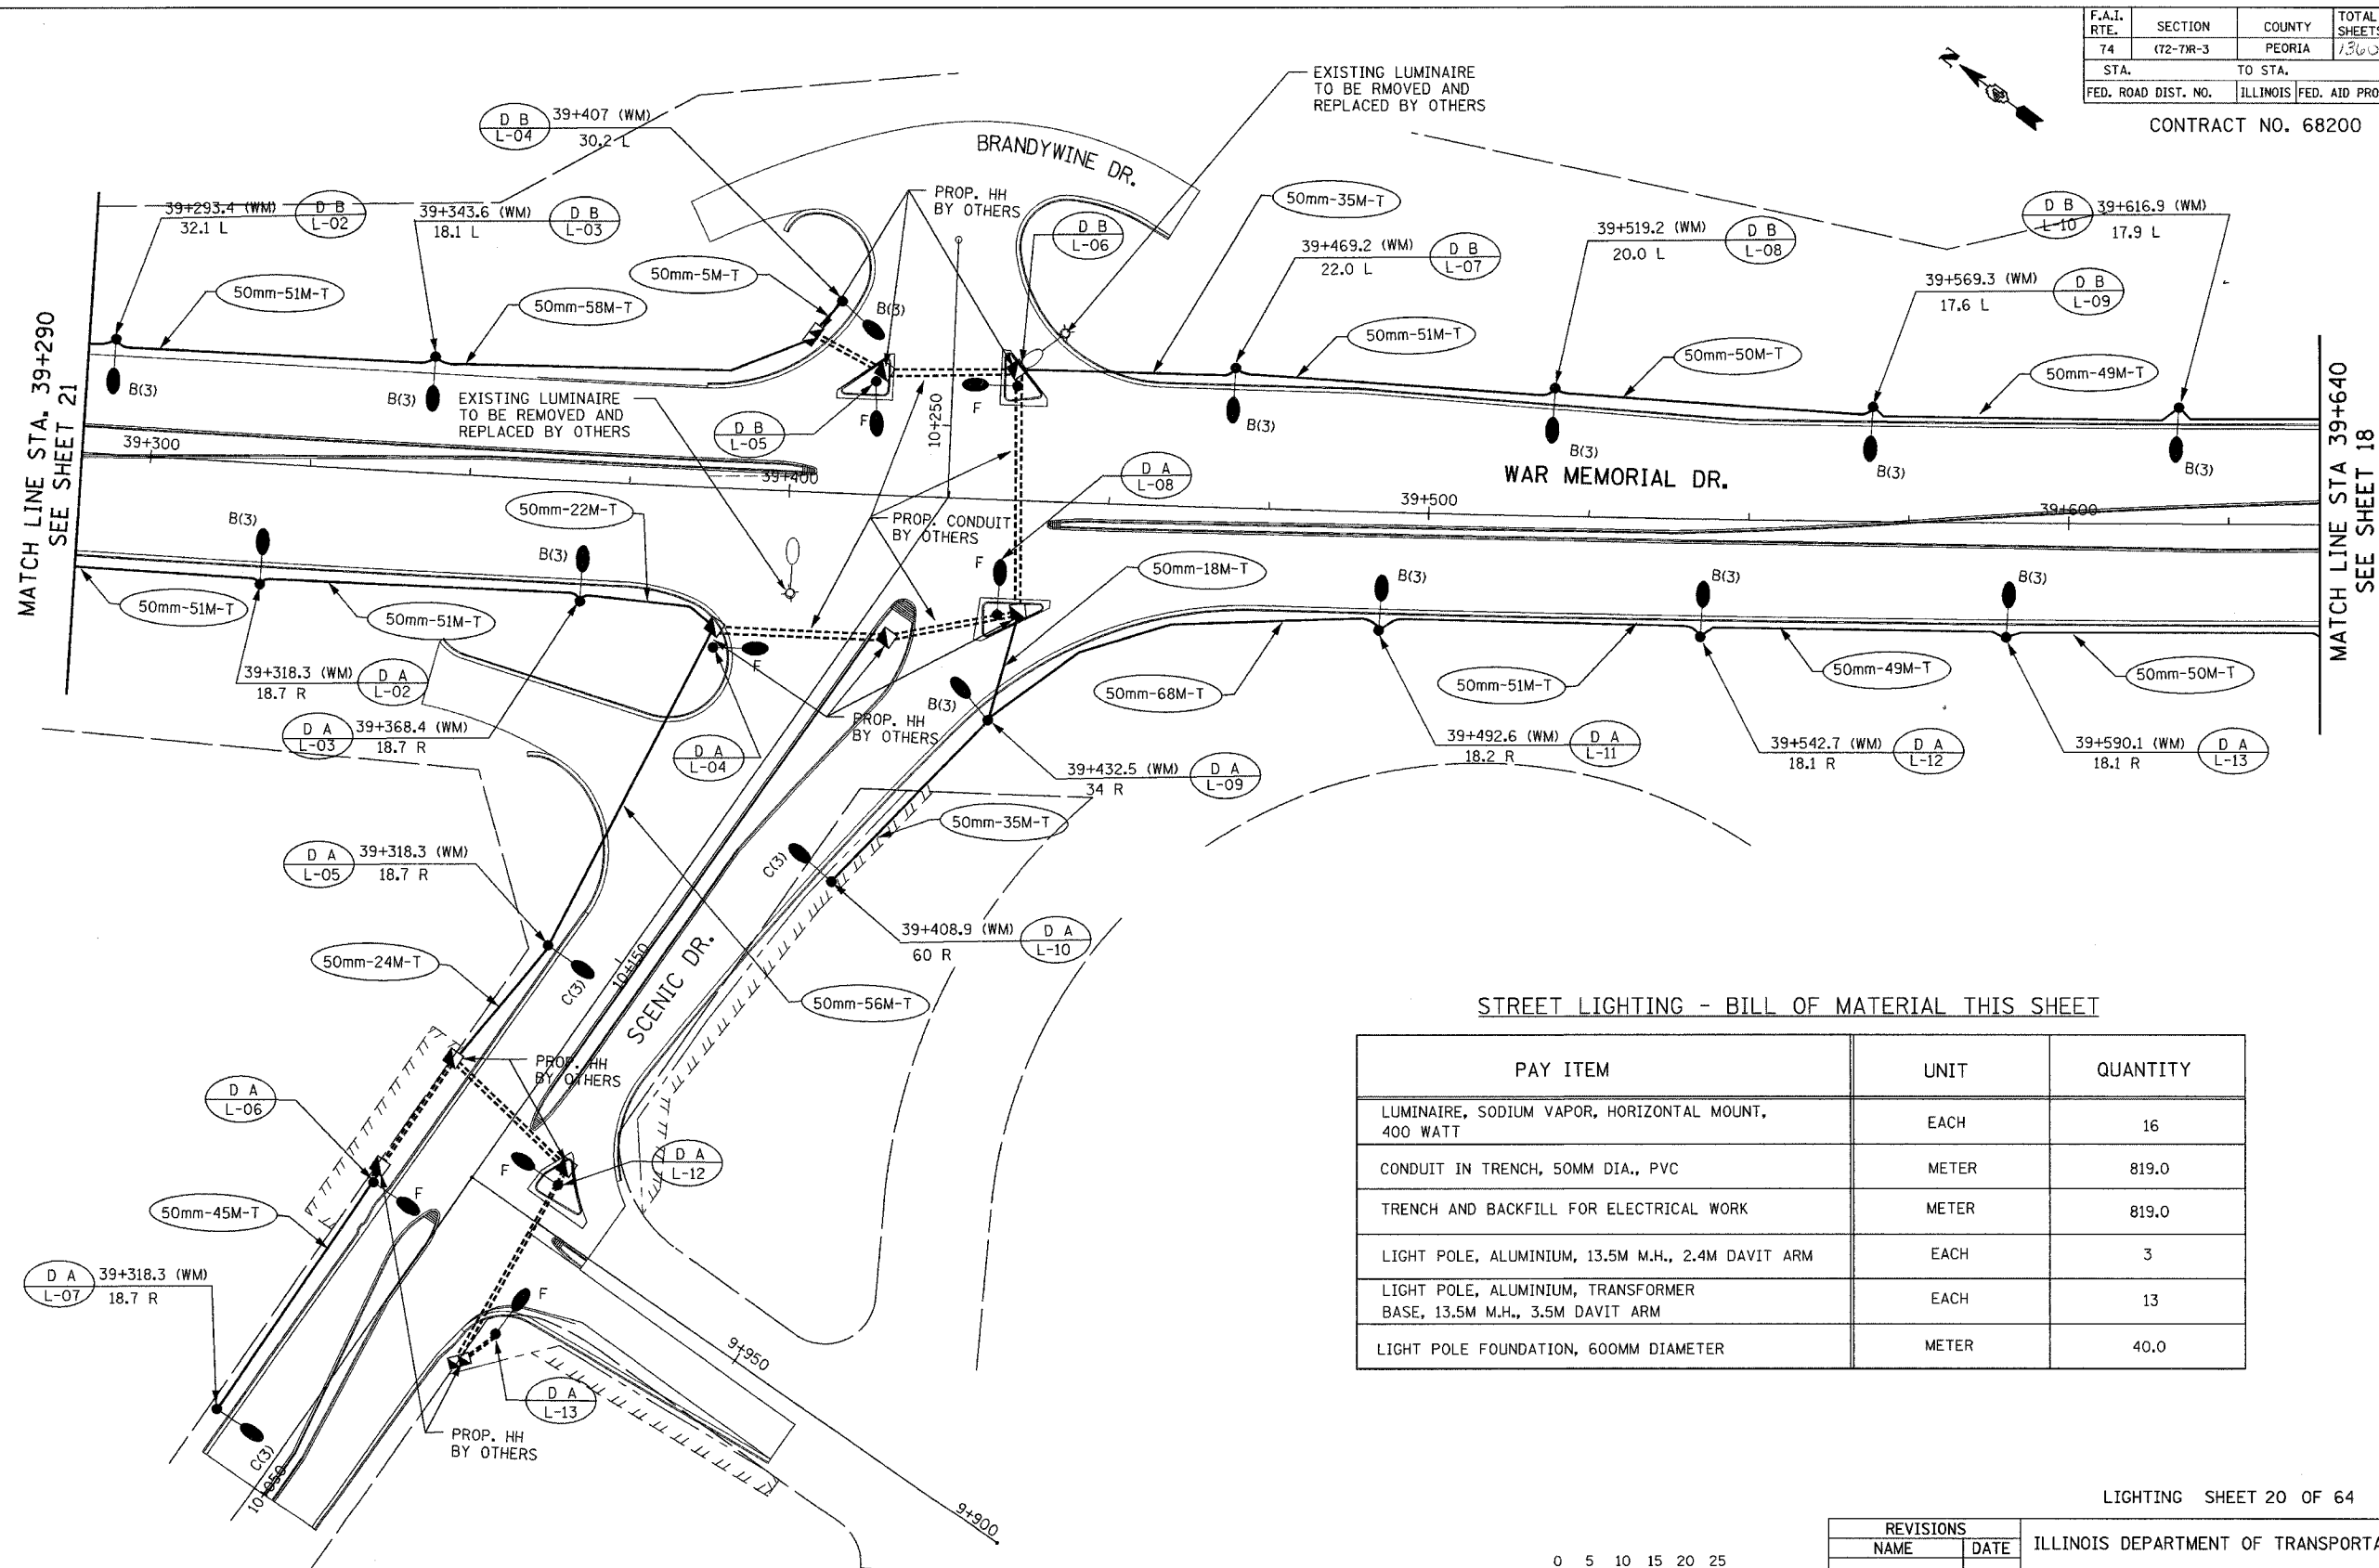 F.A.I. RTE. SECTION COUNTY TOTAL SHEETS
74 (72-7)R-3 PEORIA 1360
STA. TO STA.
FED. ROAD DIST. NO. ILLINOIS FED. AID PRO
CONTRACT NO. 68200
N
EXISTING LUMINAIRE
TO BE RMOVED AND
REPLACED BY OTHERS
D B
L-04
39+407 (WM)
30.2 L
BRANDYWINE DR.
39+293.4 (WM)
32.1 L
D B
L-02
39+343.6 (WM)
18.1 L
D B
L-03
PROP. HH
BY OTHERS
D B
L-06
50mm-35M-T
39+469.2 (WM)
22.0 L
D B
L-07
39+519.2 (WM)
20.0 L
D B
L-08
D B
L-10
39+616.9 (WM)
17.9 L
39+569.3 (WM)
17.6 L
D B
L-09
50mm-51M-T
50mm-58M-T
50mm-5M-T
B(3)
50mm-51M-T
50mm-50M-T
50mm-49M-T
MATCH LINE STA. 39+290
SEE SHEET 21
B(3)
B(3)
EXISTING LUMINAIRE
TO BE REMOVED AND
REPLACED BY OTHERS
D B
L-05
F
F
10+250
B(3)
B(3)
B(3)
B(3)
MATCH LINE STA 39+640
SEE SHEET 18
39+300
39+400
WAR MEMORIAL DR.
39+500
39+600
D A
L-08
B(3)
B(3)
50mm-22M-T
PROP. CONDUIT
BY OTHERS
F
50mm-18M-T
B(3)
B(3)
B(3)
50mm-51M-T
50mm-51M-T
39+318.3 (WM)
18.7 R
D A
L-02
F
B(3)
50mm-68M-T
50mm-51M-T
50mm-49M-T
50mm-50M-T
D A
L-03
39+368.4 (WM)
18.7 R
D A
L-04
PROP. HH
BY OTHERS
39+432.5 (WM)
34 R
D A
L-09
39+492.6 (WM)
18.2 R
D A
L-11
39+542.7 (WM)
18.1 R
D A
L-12
39+590.1 (WM)
18.1 R
D A
L-13
50mm-35M-T
D A
L-05
39+318.3 (WM)
18.7 R
C(3)
39+408.9 (WM)
60 R
D A
L-10
50mm-24M-T
C(3)
10+150
SCENIC DR.
50mm-56M-T
PROP. HH
BY OTHERS
D A
L-06
F
D A
L-12
50mm-45M-T
F
D A
L-07
39+318.3 (WM)
18.7 R
F
9+950
D A
L-13
PROP. HH
BY OTHERS
C(3)
10+050
9+900
STREET LIGHTING - BILL OF MATERIAL THIS SHEET
PAY ITEM UNIT QUANTITY
LUMINAIRE, SODIUM VAPOR, HORIZONTAL MOUNT,
400 WATT EACH 16
CONDUIT IN TRENCH, 50MM DIA., PVC METER 819.0
TRENCH AND BACKFILL FOR ELECTRICAL WORK METER 819.0
LIGHT POLE, ALUMINIUM, 13.5M M.H., 2.4M DAVIT ARM EACH 3
LIGHT POLE, ALUMINIUM, TRANSFORMER
BASE, 13.5M M.H., 3.5M DAVIT ARM EACH 13
LIGHT POLE FOUNDATION, 600MM DIAMETER METER 40.0
LIGHTING SHEET 20 OF 64
REVISIONS
NAME DATE
ILLINOIS DEPARTMENT OF TRANSPORTA
0 5 10 15 20 25